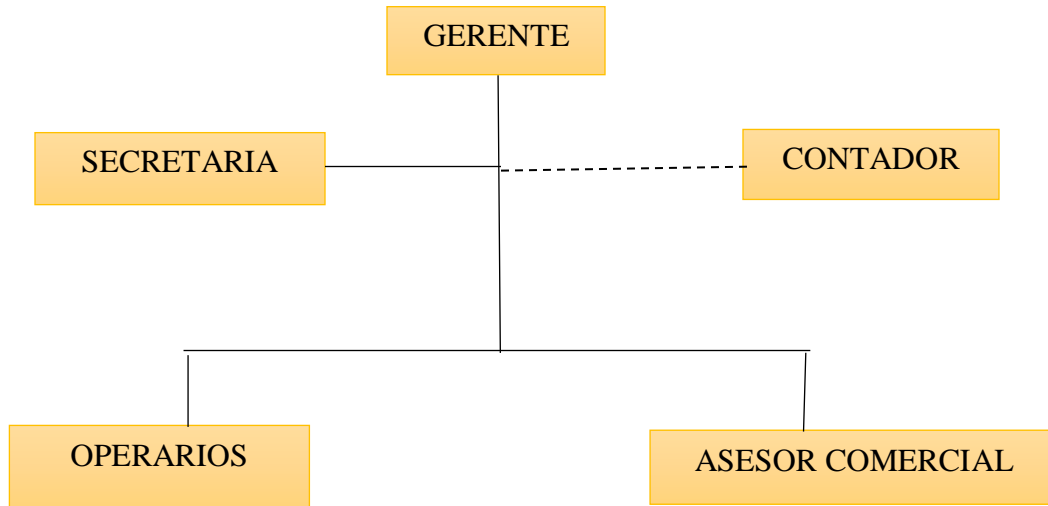 GERENTE
SECRETARIA
CONTADOR
OPERARIOS
ASESOR COMERCIAL